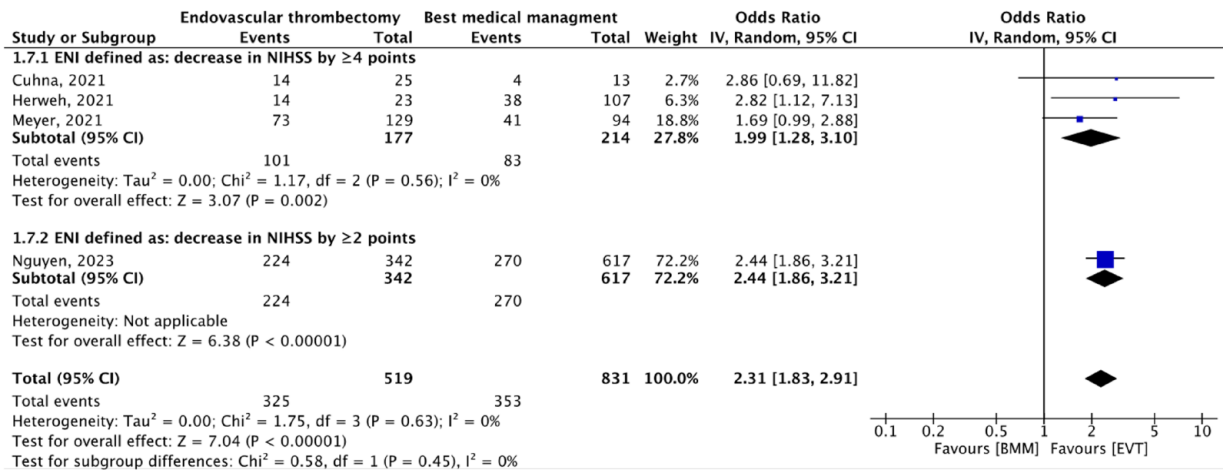 Endovascular thrombectomy Best medical managment Odds Ratio Odds Ratio
Study or Subgroup Events Total Events Total Weight IV, Random, 95% CI IV, Random, 95% CI
1.7.1 ENI defined as: decrease in NIHSS by ≥4 points
Cuhna, 2021 14 25 4 13 2.7% 2.86 [0.69, 11.82]
Herweh, 2021 14 23 38 107 6.3% 2.82 [1.12, 7.13]
Meyer, 2021 73 129 41 94 18.8% 1.69 [0.99, 2.88]
Subtotal (95% CI) 177 214 27.8% 1.99 [1.28, 3.10]
Total events 101 83
Heterogeneity: Tau² = 0.00; Chi² = 1.17, df = 2 (P = 0.56); I² = 0%
Test for overall effect: Z = 3.07 (P = 0.002)
1.7.2 ENI defined as: decrease in NIHSS by ≥2 points
Nguyen, 2023 224 342 270 617 72.2% 2.44 [1.86, 3.21]
Subtotal (95% CI) 342 617 72.2% 2.44 [1.86, 3.21]
Total events 224 270
Heterogeneity: Not applicable
Test for overall effect: Z = 6.38 (P < 0.00001)
Total (95% CI) 519 831 100.0% 2.31 [1.83, 2.91]
Total events 325 353
Heterogeneity: Tau² = 0.00; Chi² = 1.75, df = 3 (P = 0.63); I² = 0%
Test for overall effect: Z = 7.04 (P < 0.00001)
Test for subgroup differences: Chi² = 0.58, df = 1 (P = 0.45), I² = 0%
0.1 0.2 0.5 1 2 5 10
Favours [BMM] Favours [EVT]